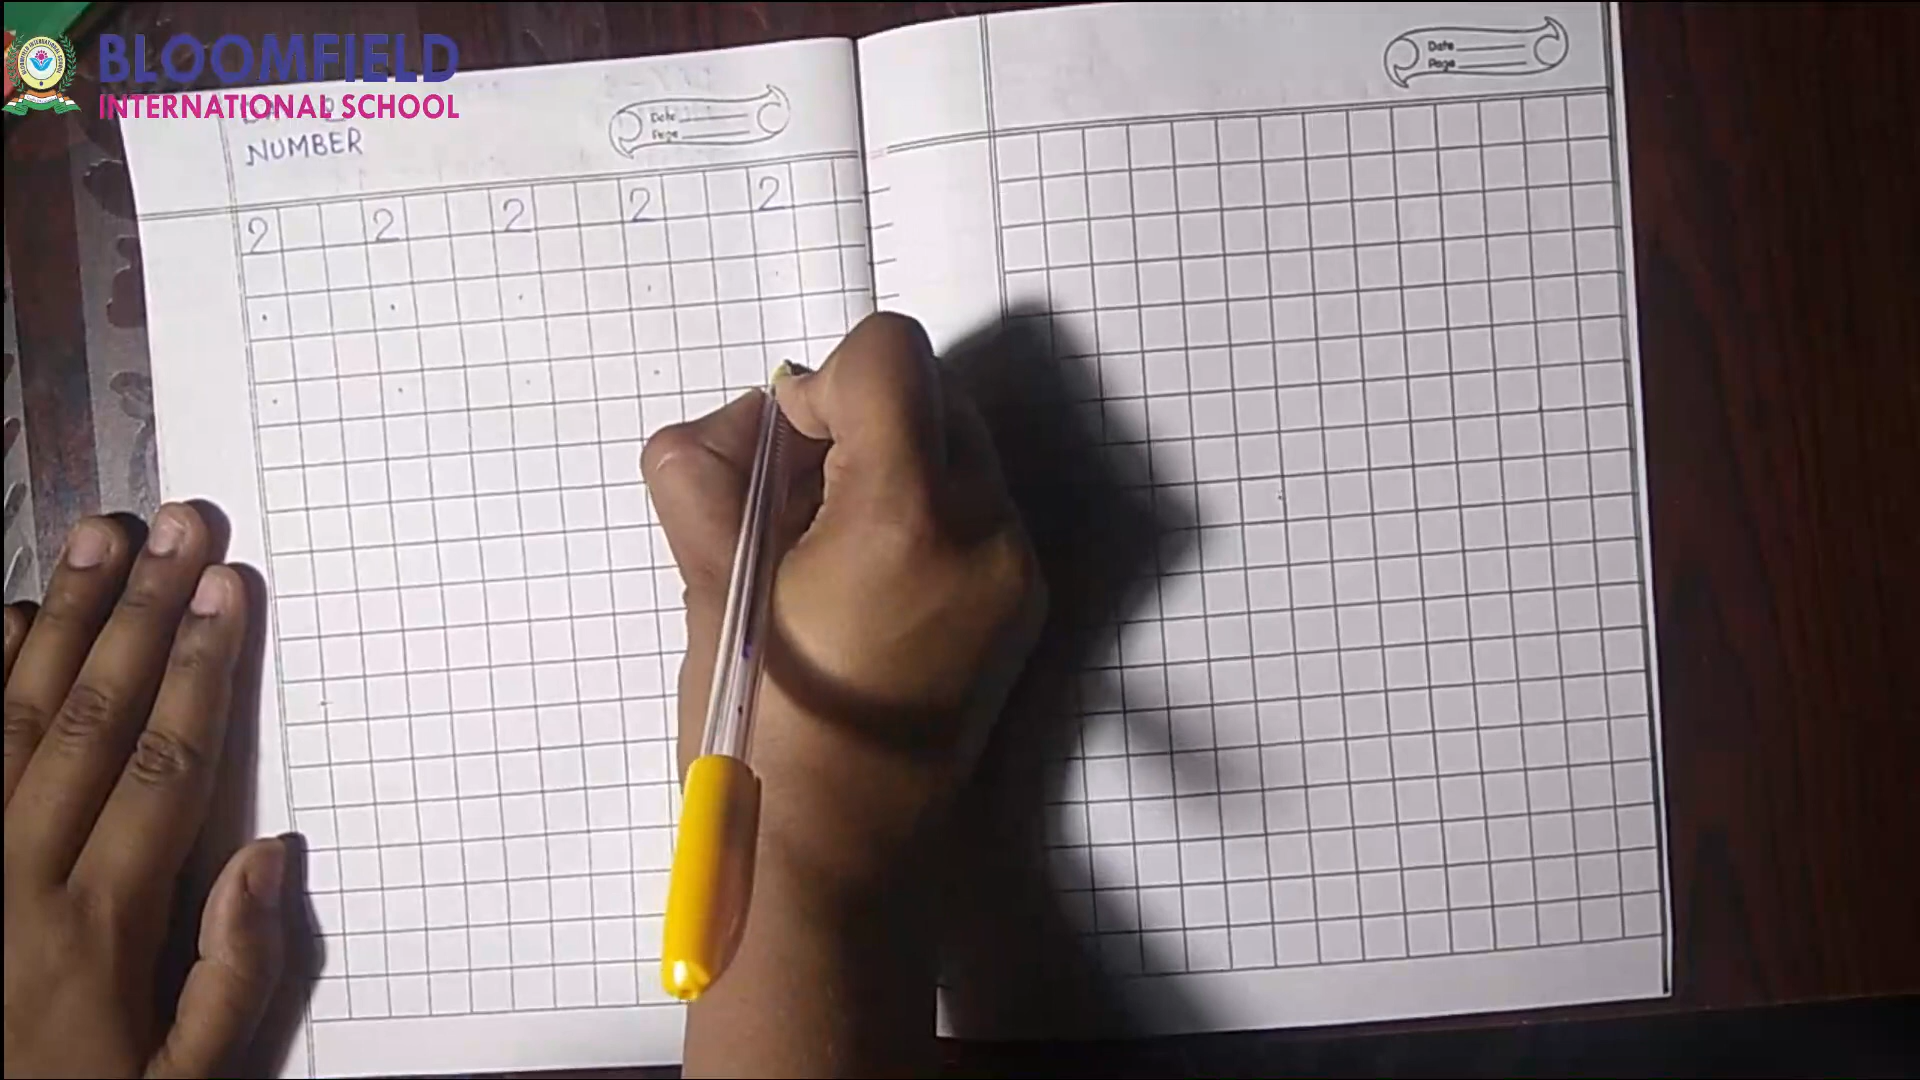 BLOOMFIELD
INTERNATIONAL SCHOOL
NUMBER
Date
Page
2 2 2 2 2
Date
Page